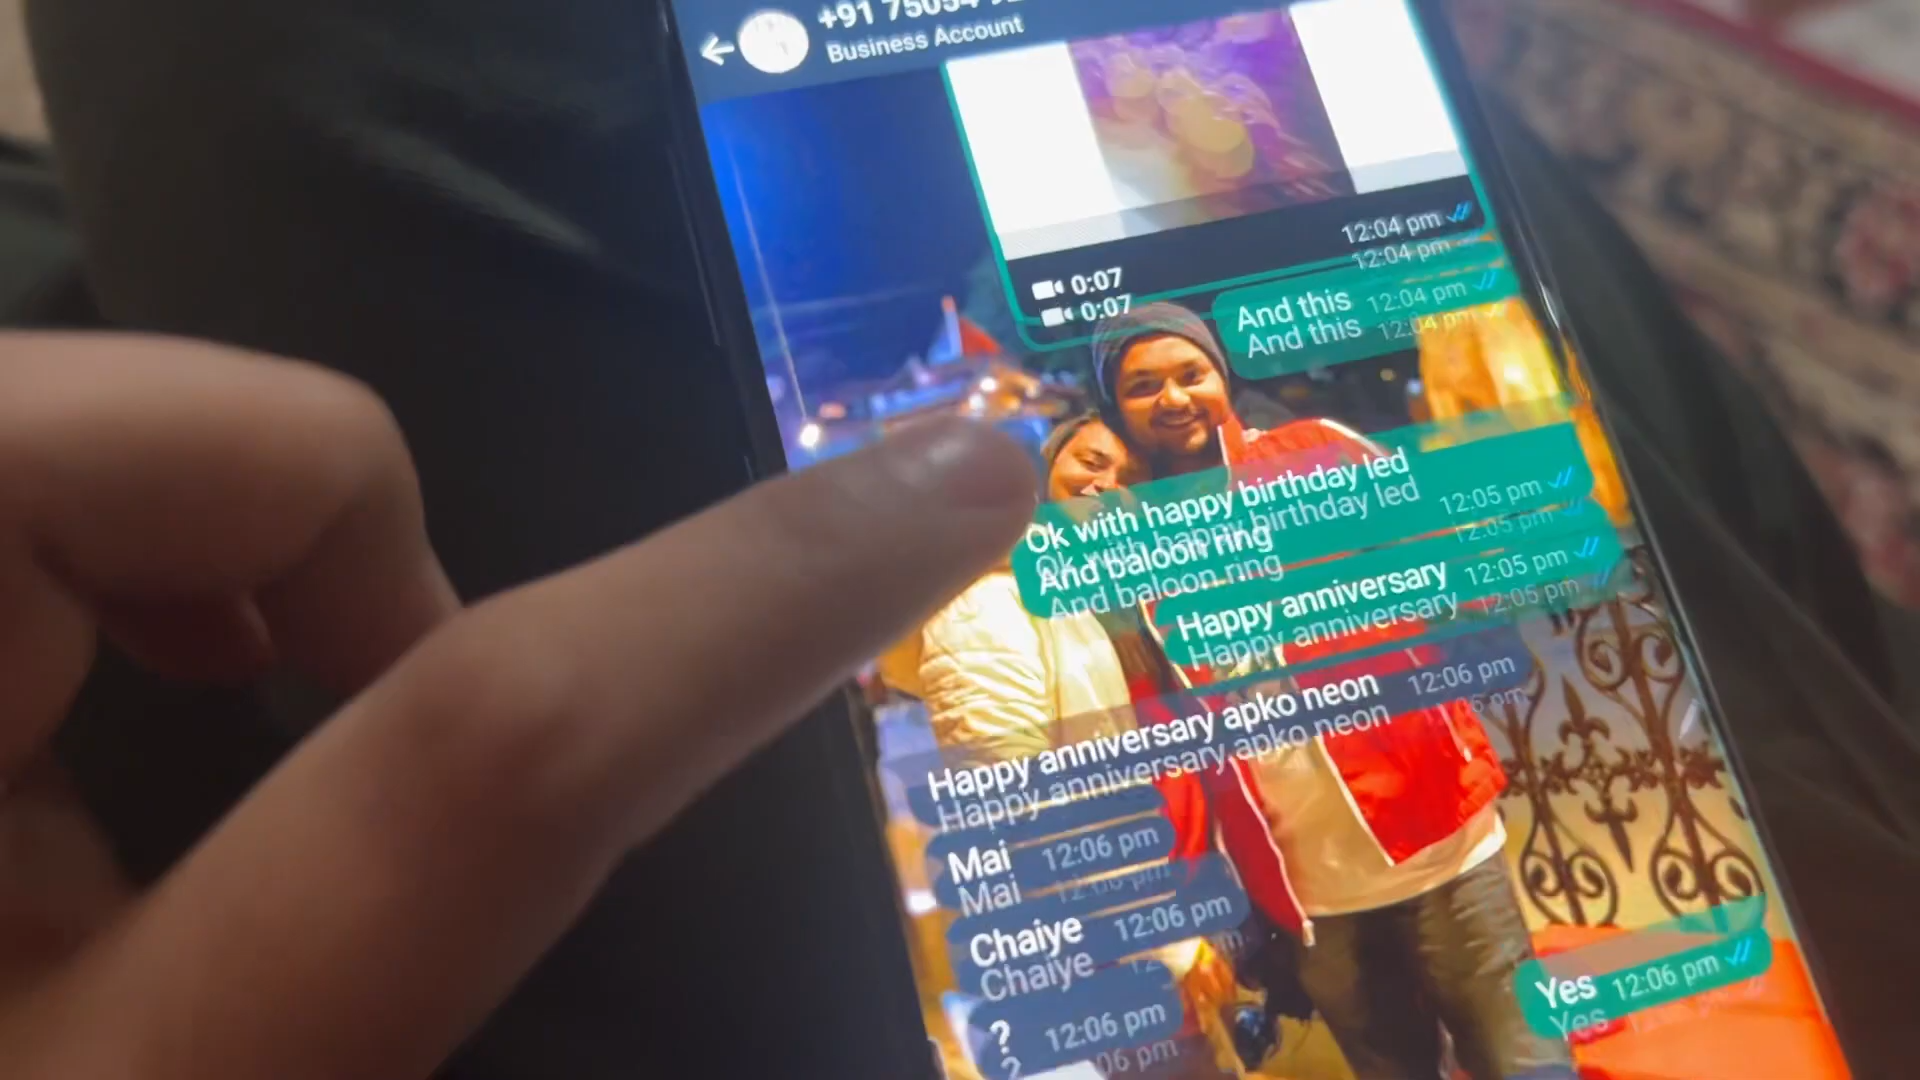 Business Account
12:04 pm
0:07
And this 12:04 pm
Ok with happy birthday led
And baloon ring 12:05 pm
Happy anniversary 12:05 pm
Happy anniversary apko neon 12:06 pm
Mai 12:06 pm
Chaiye 12:06 pm
? 12:06 pm
Yes 12:06 pm